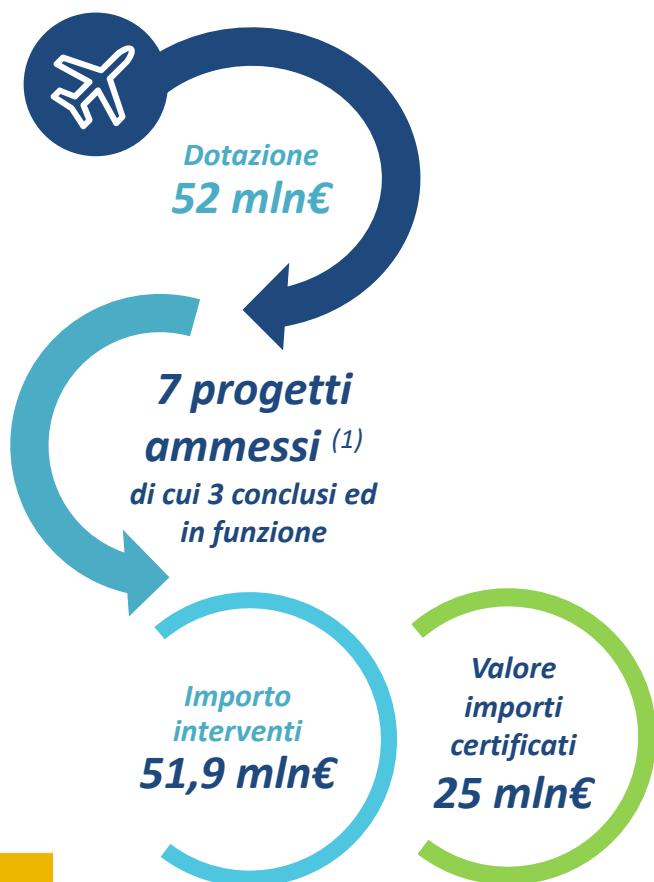 Dotazione
52 mln€
7 progetti
ammessi (1)
di cui 3 conclusi ed
in funzione
Importo
interventi
51,9 mln€
Valore
importi
certificati
25 mln€